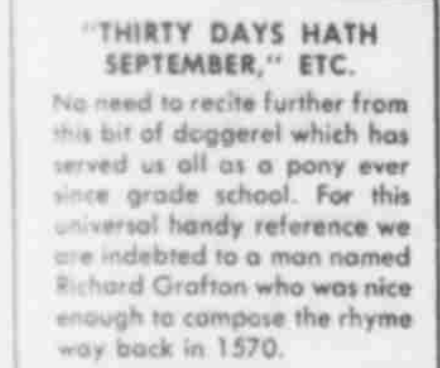 "THIRTY DAYS HATH
SEPTEMBER," ETC.
No need to recite further from
this bit of doggerel which has
served us all as a pony ever
since grade school. For this
universal handy reference we
are indebted to a man named
Richard Grafton who was nice
enough to compose the rhyme
way back in 1570.